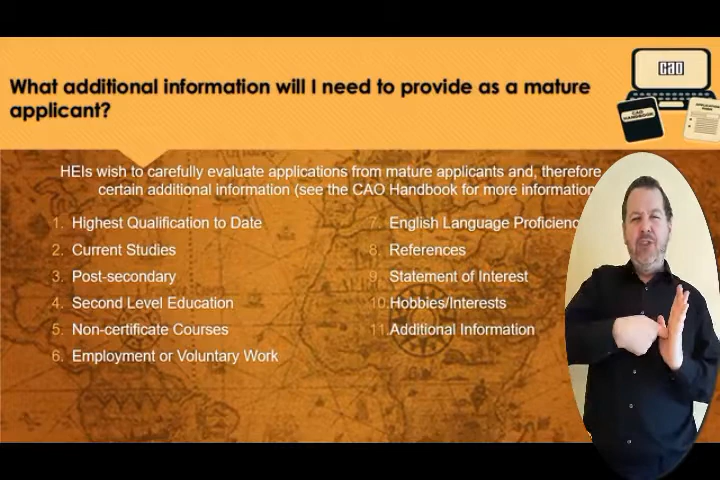 What additional information will I need to provide as a mature
applicant?
cao
CAO
HANDBOOK
HEIs wish to carefully evaluate applications from mature applicants and, therefore
certain additional information (see the CAO Handbook for more information
1. Highest Qualification to Date
2. Current Studies
3. Post-secondary
4. Second Level Education
5. Non-certificate Courses
6. Employment or Voluntary Work
7. English Language Proficienc
8. References
9. Statement of Interest
10. Hobbies/Interests
11. Additional Information